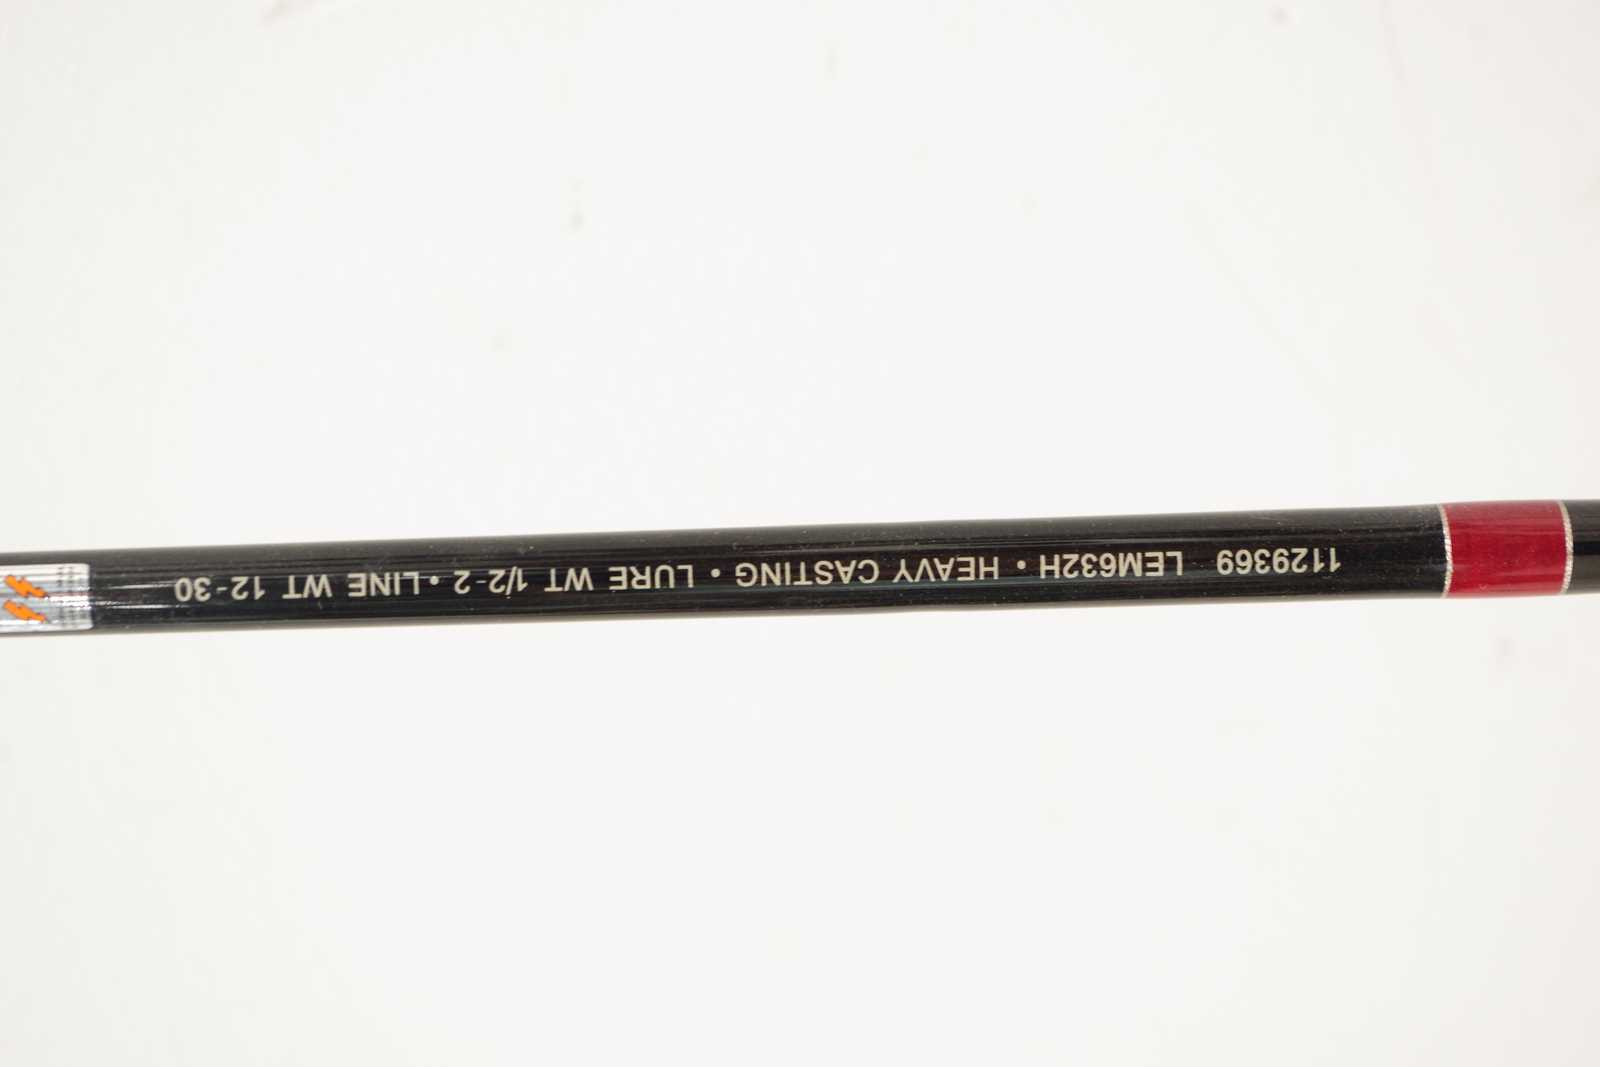 1129369 LEM632H • HEAVY CASTING • LURE WT 1/2-2 • LINE WT 12-30